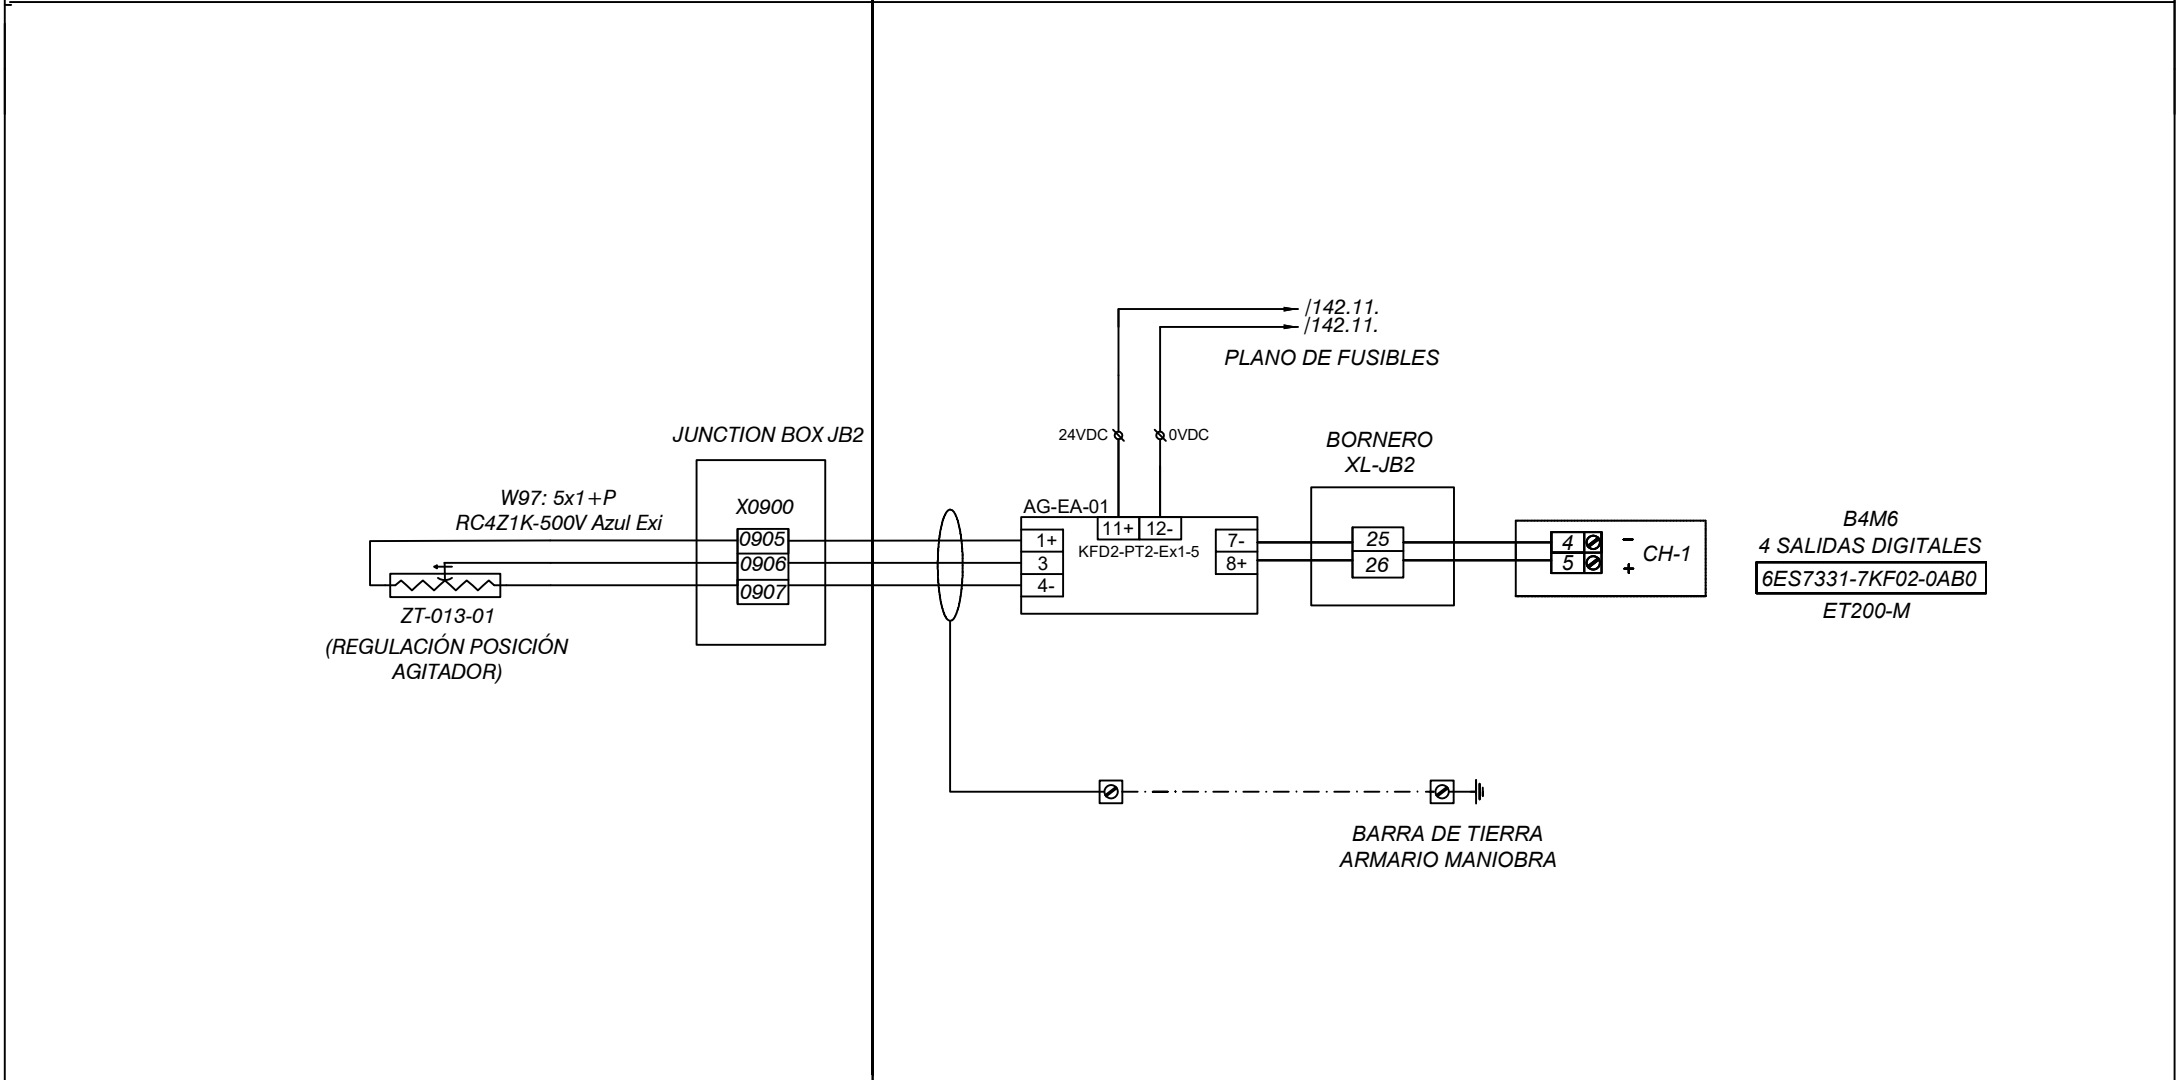 /142.11.
/142.11.
PLANO DE FUSIBLES
24VDC
0VDC
JUNCTION BOX JB2
W97: 5x1+P
RC4Z1K-500V Azul Exi
X0900
0905
0906
0907
ZT-013-01
(REGULACIÓN POSICIÓN
AGITADOR)
AG-EA-01
11+ 12-
KFD2-PT2-Ex1-5
1+
3
4-
7-
8+
BORNERO
XL-JB2
25
26
4 -
5 +
CH-1
B4M6
4 SALIDAS DIGITALES
6ES7331-7KF02-0AB0
ET200-M
BARRA DE TIERRA
ARMARIO MANIOBRA